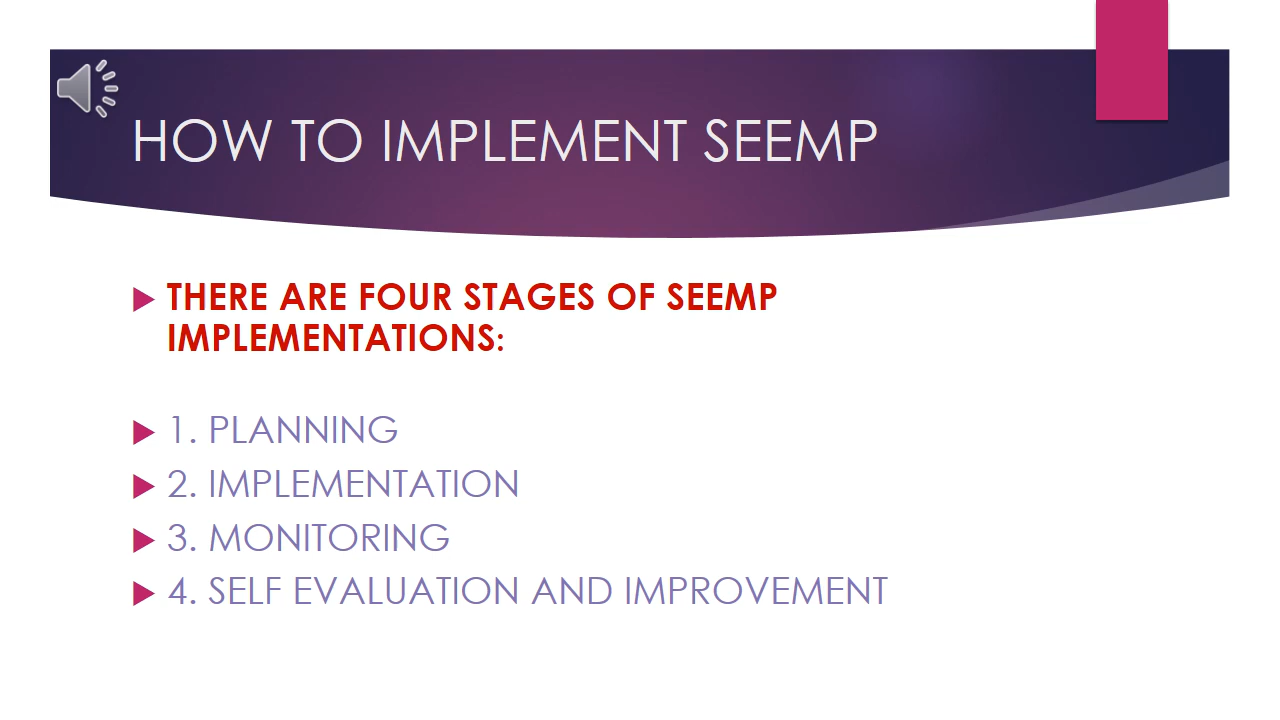 HOW TO IMPLEMENT SEEMP
THERE ARE FOUR STAGES OF SEEMP
IMPLEMENTATIONS:
1. PLANNING
2. IMPLEMENTATION
3. MONITORING
4. SELF EVALUATION AND IMPROVEMENT